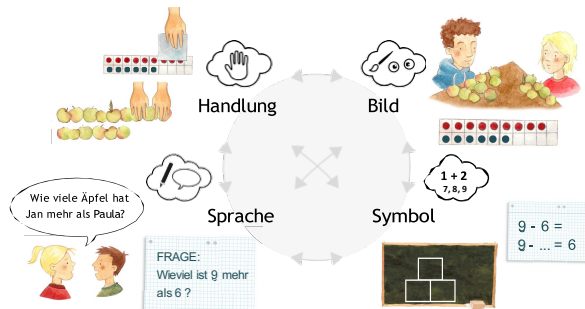 Handlung
Bild
Wie viele Äpfel hat
Jan mehr als Paula?
Sprache
Symbol
1 + 2
7, 8, 9
FRAGE:
Wieviel ist 9 mehr
als 6 ?
9 - 6 =
9 - ... = 6